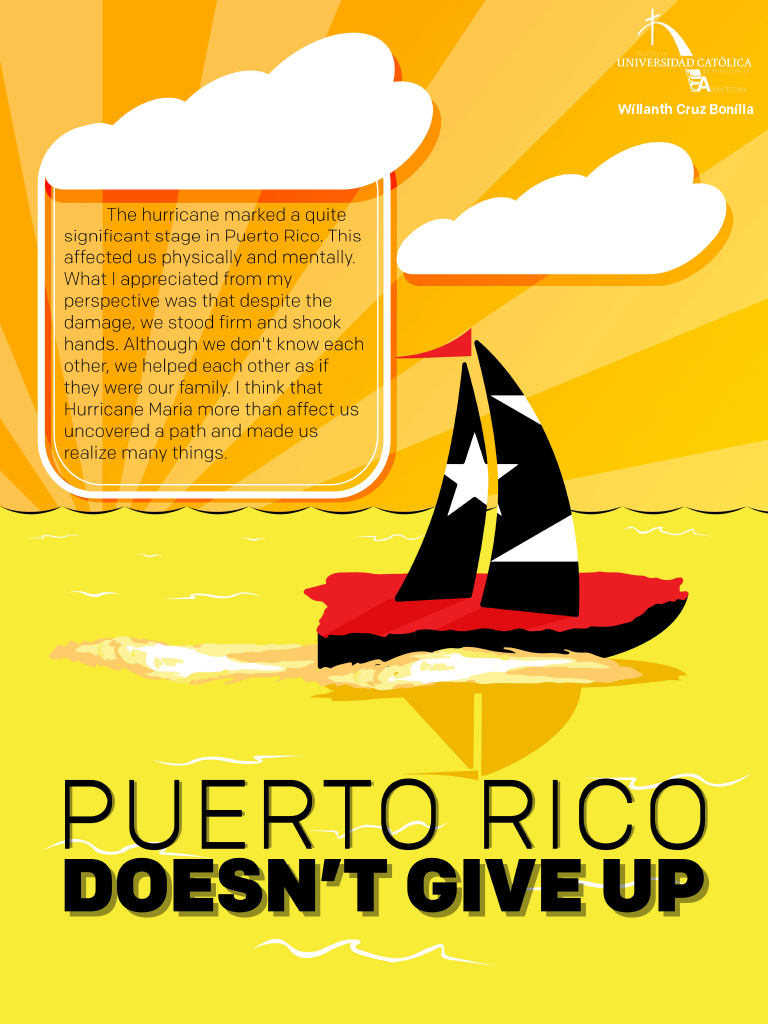 UNIVERSIDAD CATÓLICA
Willanth Cruz Bonilla
The hurricane marked a quite
significant stage in Puerto Rico. This
affected us physically and mentally.
What I appreciated from my
perspective was that despite the
damage, we stood firm and shook
hands. Although we don't know each
other, we helped each other as if
they were our family. I think that
Hurricane Maria more than affect us
uncovered a path and made us
realize many things.
PUERTO RICO
DOESN'T GIVE UP